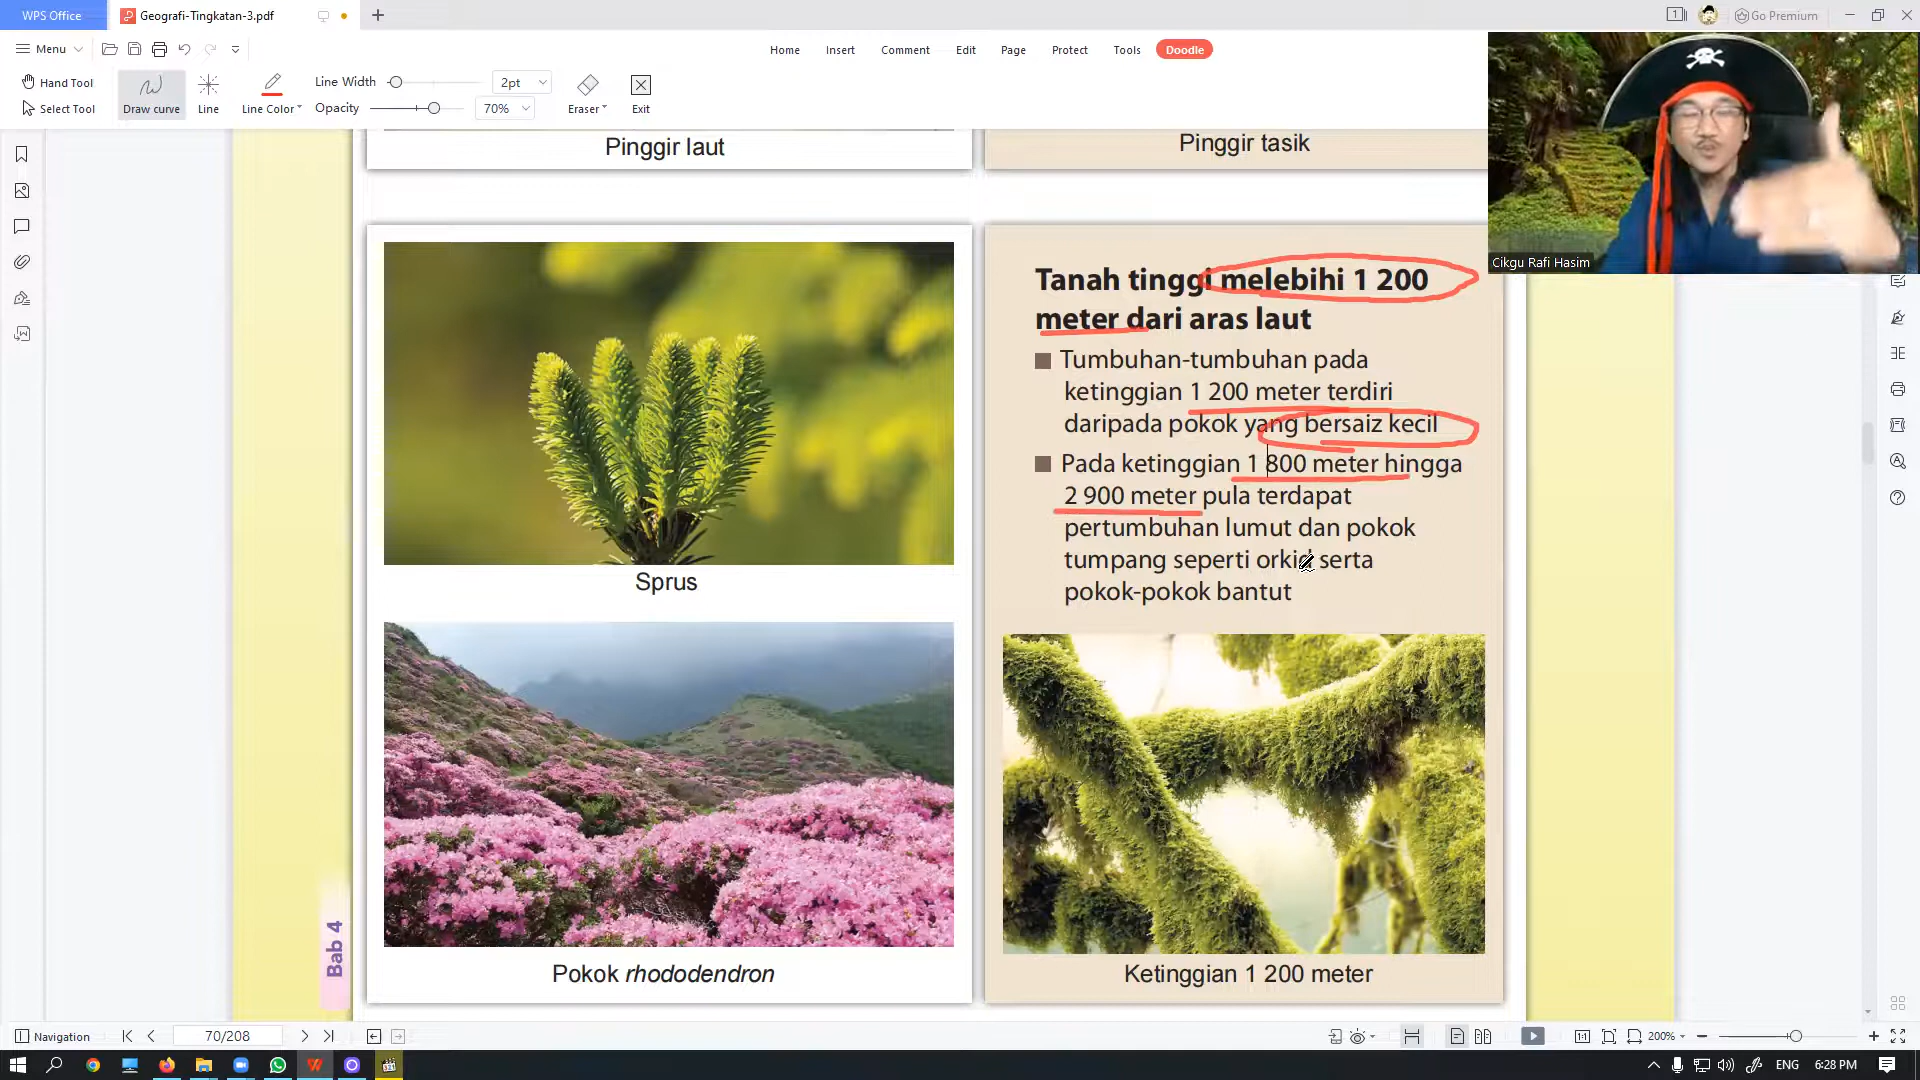 WPS Office
Geografi-Tingkatan-3.pdf
Go Premium
Menu
Home Insert Comment Edit Page Protect Tools Doodle
Hand Tool
Select Tool
Draw curve
Line
Line Color
Line Width 2pt
Opacity 70%
Eraser
Exit
Cikgu Rafi Hasim
Pinggir laut
Pinggir tasik
Sprus
Pokok rhododendron
Bab 4
Tanah tinggi melebihi 1 200
meter dari aras laut
Tumbuhan-tumbuhan pada
ketinggian 1 200 meter terdiri
daripada pokok yang bersaiz kecil
Pada ketinggian 1 800 meter hingga
2 900 meter pula terdapat
pertumbuhan lumut dan pokok
tumpang seperti orkid serta
pokok-pokok bantut
Ketinggian 1 200 meter
Navigation
70/208
200%
ENG
6:28 PM